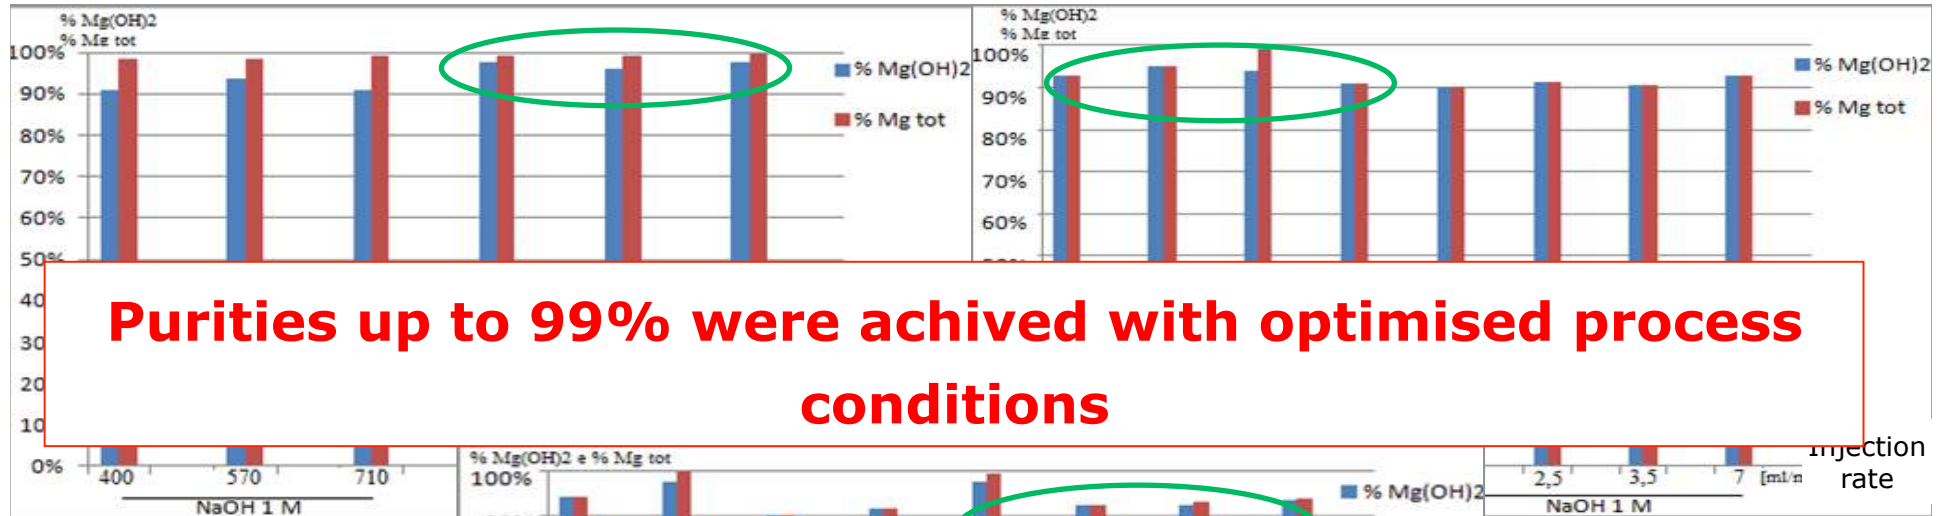 % Mg(OH)2
% Mg tot
100%
90%
80%
70%
60%
50%
40
30
20
10
0%
% Mg(OH)2
% Mg tot
400
570
710
NaOH 1 M
% Mg(OH)2
% Mg tot
100%
90%
80%
70%
60%
% Mg(OH)2
% Mg tot
Purities up to 99% were achived with optimised process
conditions
% Mg(OH)2 e % Mg tot
100%
% Mg(OH)2
2,5
3,5
7
NaOH 1 M
Injection
rate